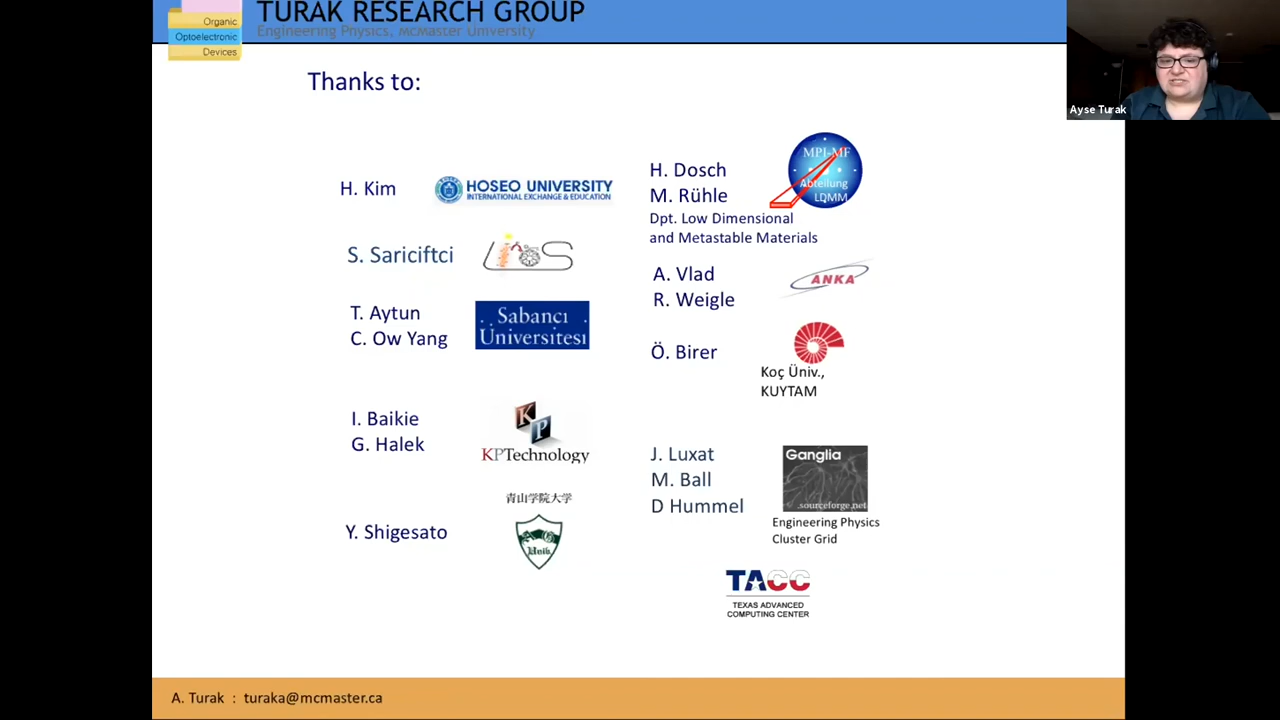 Organic
Optoelectronic
Devices
TURAK RESEARCH GROUP
Engineering Physics, McMaster University
Ayse Turak
Thanks to:
H. Kim
HOSEO UNIVERSITY
INTERNATIONAL EXCHANGE & EDUCATION
S. Sariciftci
T. Aytun
C. Ow Yang
Sabancı
Üniversitesi
I. Baikie
G. Halek
KP
KPTechnology
Y. Shigesato
青山学院大学
Univ.
H. Dosch
M. Rühle
Dpt. Low Dimensional
and Metastable Materials
MPI-MF
Abteilung
LDMM
A. Vlad
R. Weigle
ANKA
Ö. Birer
Koç Üniv.,
KUYTAM
J. Luxat
M. Ball
D Hummel
Ganglia
sourceforge.net
Engineering Physics
Cluster Grid
TACC
TEXAS ADVANCED
COMPUTING CENTER
A. Turak : turaka@mcmaster.ca